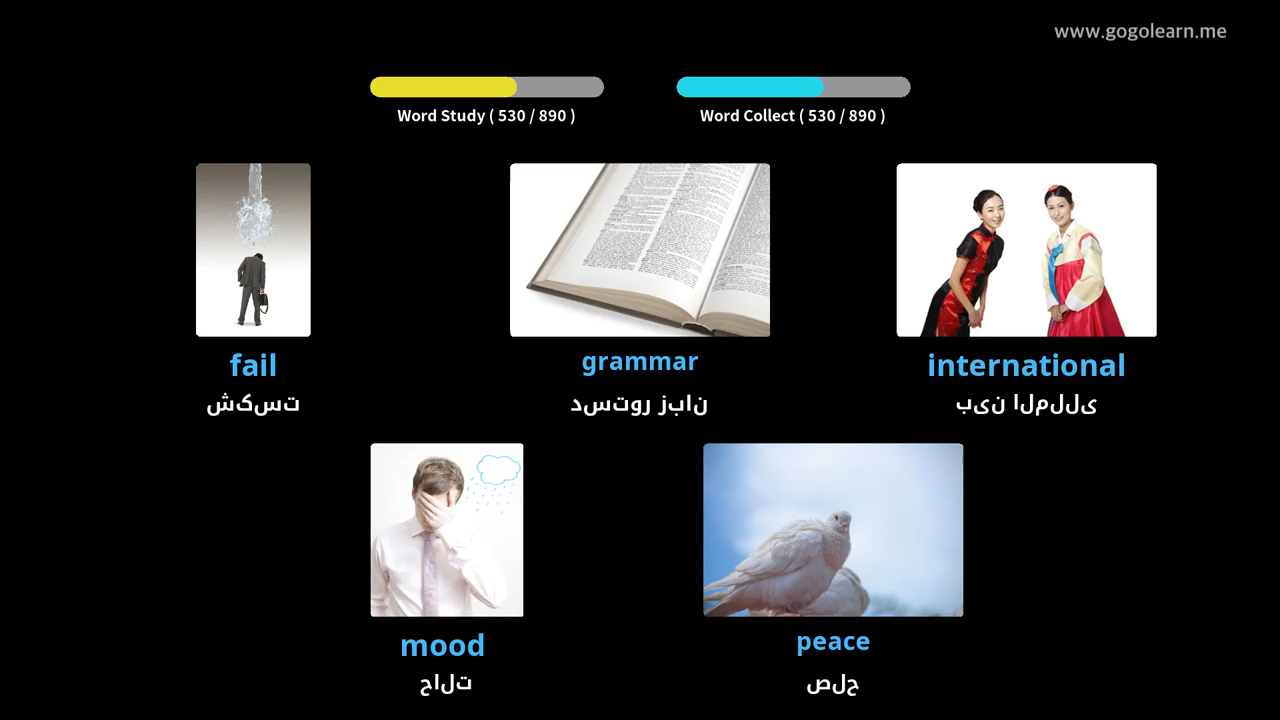 www.gogolearn.me
Word Study ( 530 / 890 )
Word Collect ( 530 / 890 )
fail
شکست
grammar
دستور زبان
international
بین المللی
mood
حالت
peace
صلح